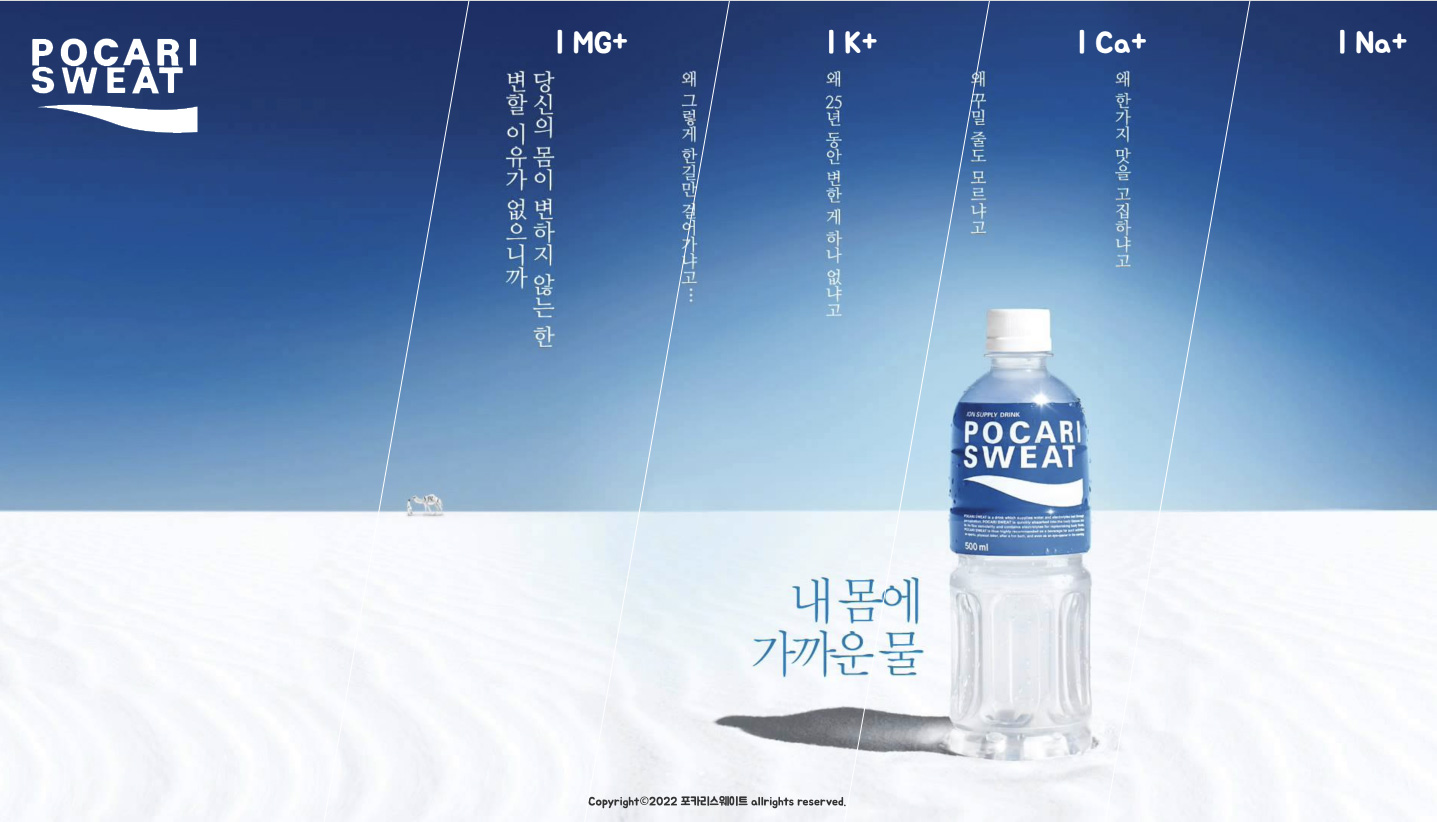 POCARI
SWEAT
| MG+
| K+
| Ca+
| Na+
왜 한가지 맛을 고집하냐고
왜 꾸밀 줄도 모르냐고
왜 25년 동안 변한 게 하나 없냐고
왜 그렇게 한길만 걸어가냐고…
당신의 몸이 변하지 않는 한
변할 이유가 없으니까
ION SUPPLY DRINK
POCARI
SWEAT
500 ml
내 몸에
가까운 물
Copyright©2022 포카리스웨이트 allrights reserved.